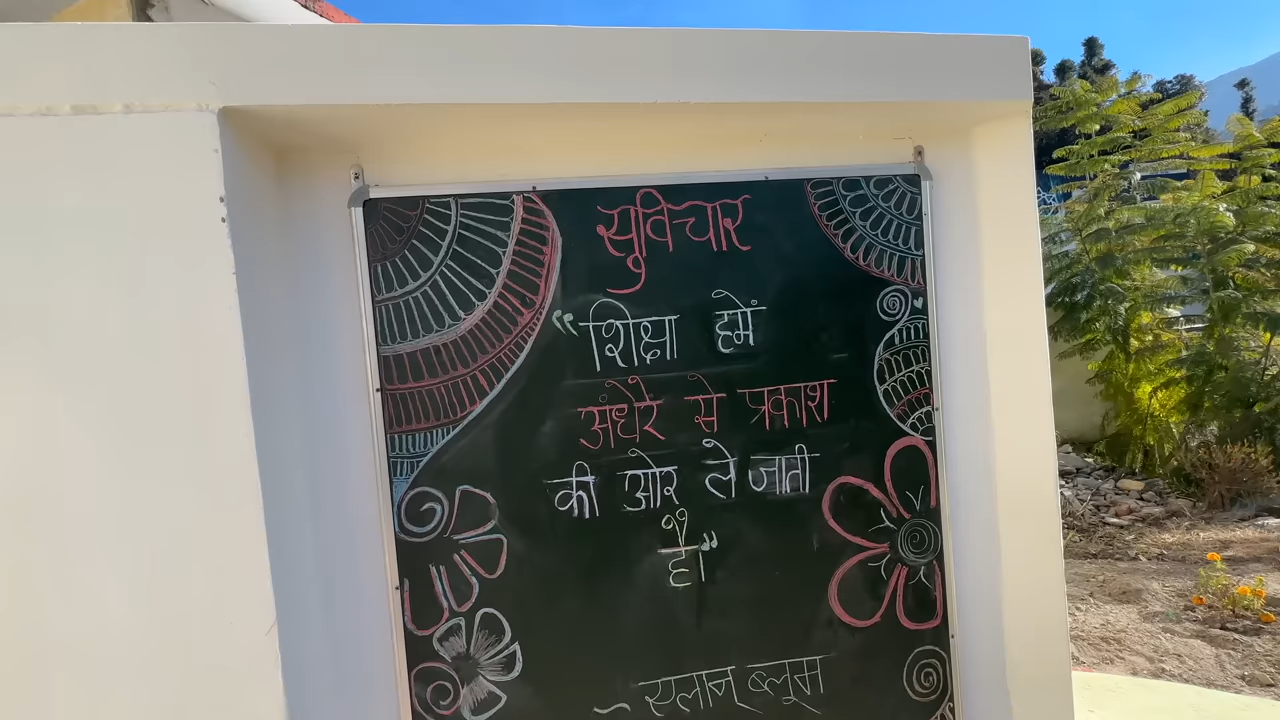 सुविचार
“शिक्षा हमें
अंधेरे से प्रकाश
की ओर ले जाती
है।”
~ एलान् ब्लूम